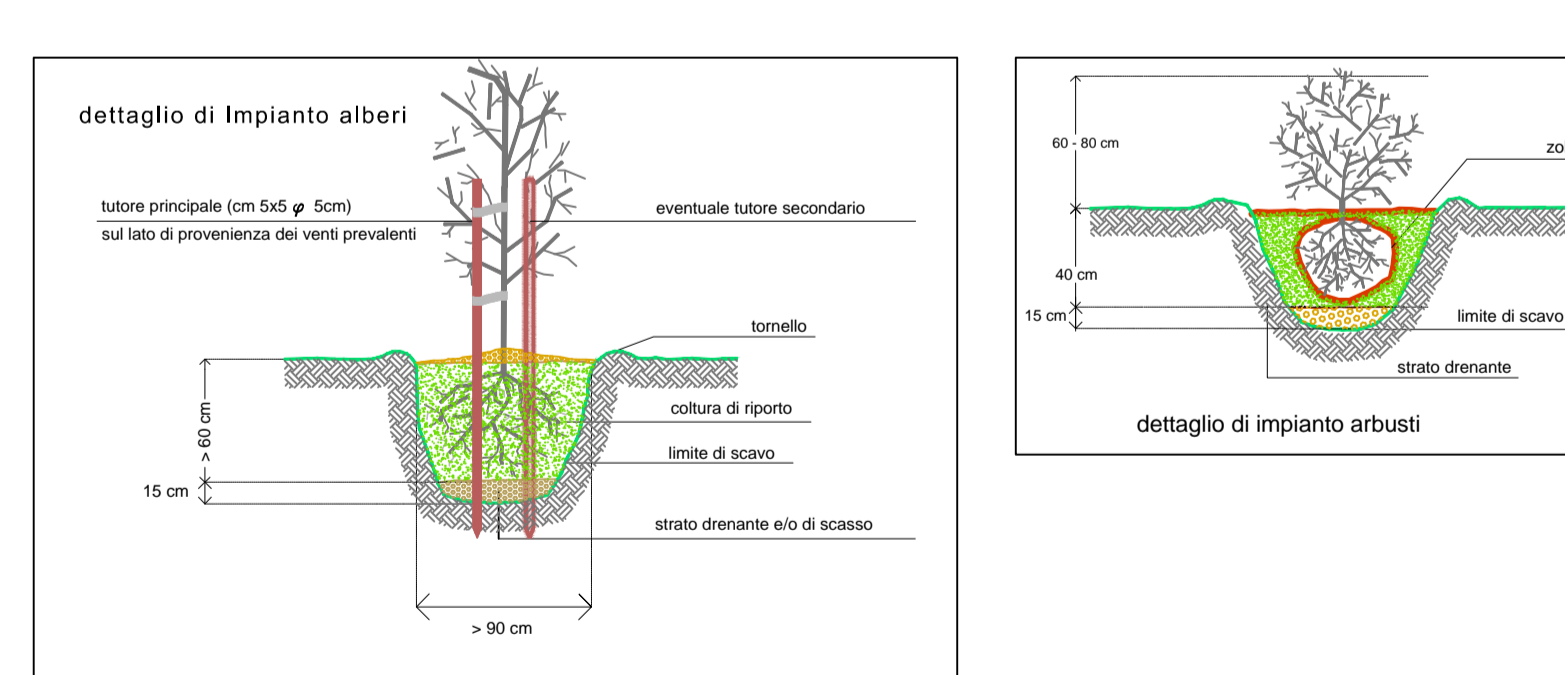 dettaglio di Impianto alberi
tutore principale (cm 5x5 φ 5cm)
sul lato di provenienza dei venti prevalenti
eventuale tutore secondario
tornello
> 60 cm
coltura di riporto
limite di scavo
15 cm
strato drenante e/o di scasso
> 90 cm
60 - 80 cm
zo
40 cm
15 cm
limite di scavo
strato drenante
dettaglio di impianto arbusti